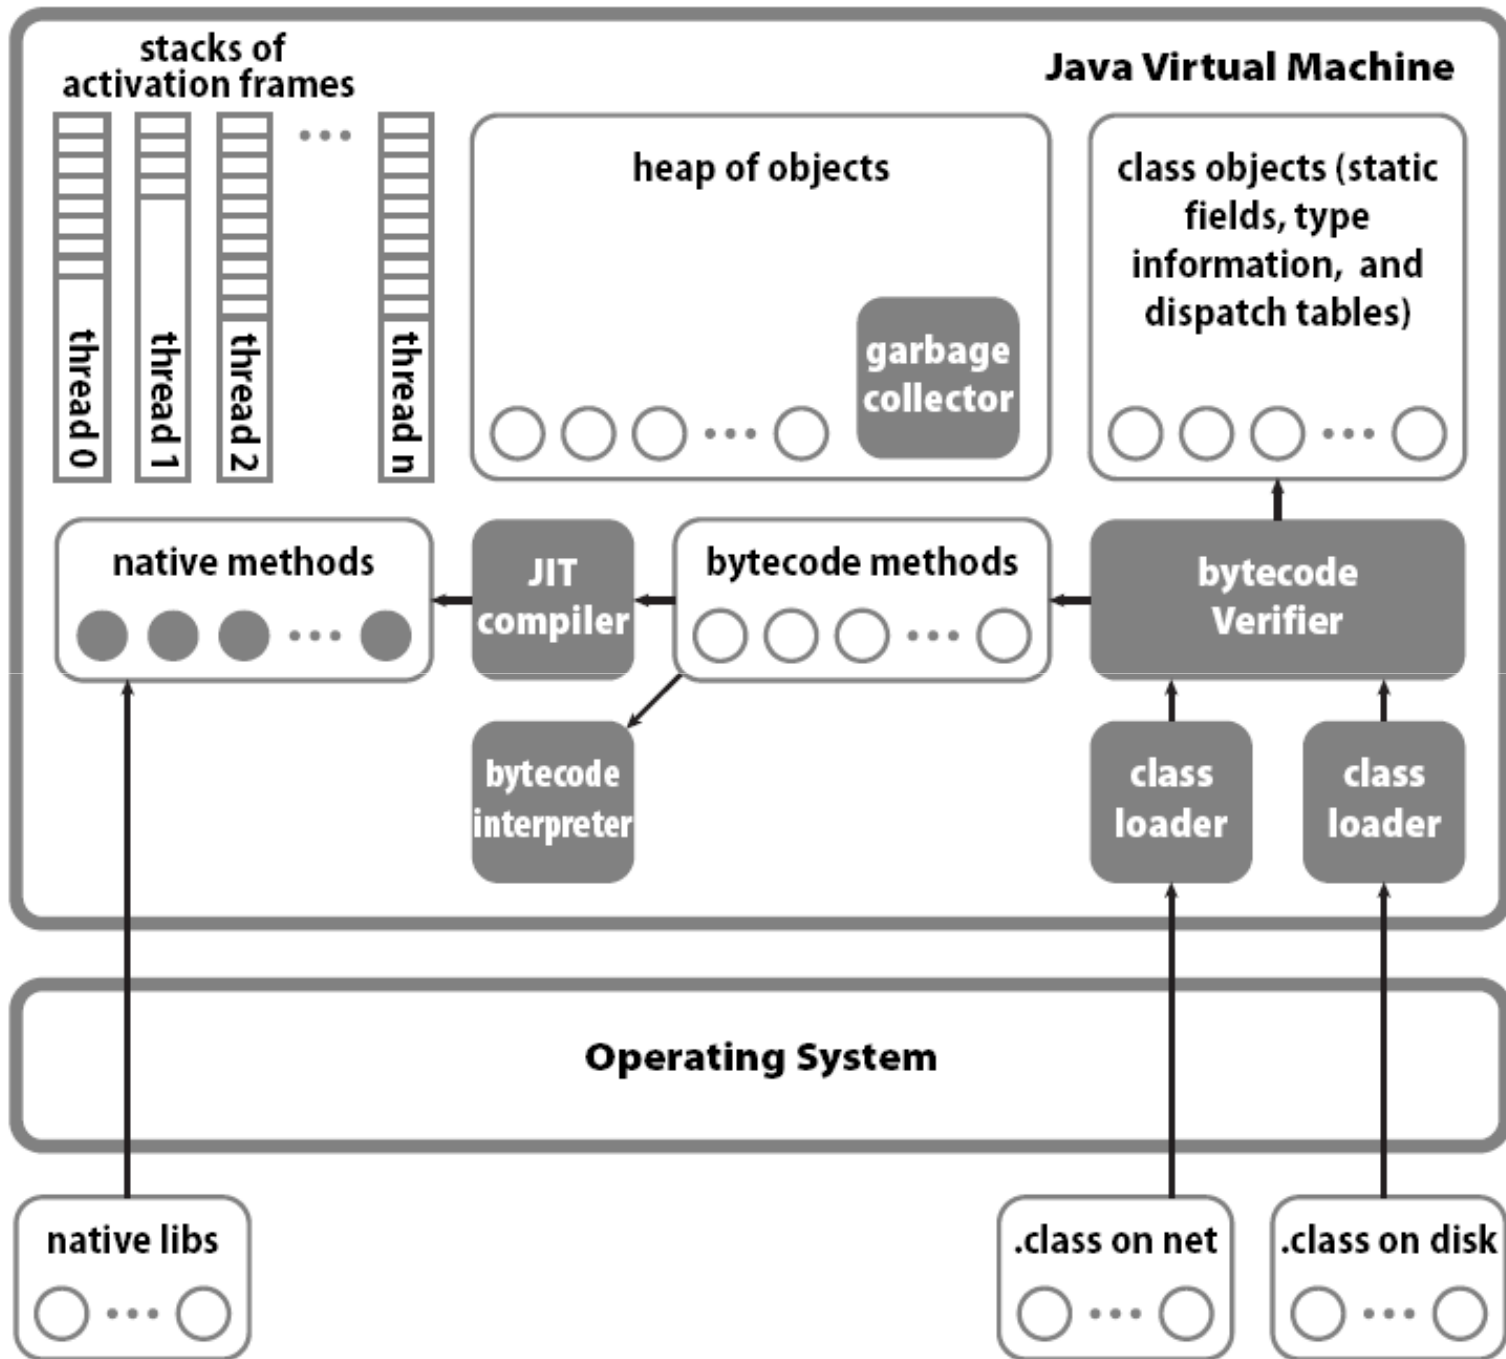 stacks of
activation frames
Java Virtual Machine
thread 0
thread 1
thread 2
...
thread n
heap of objects
...
garbage
collector
class objects (static
fields, type
information, and
dispatch tables)
...
native methods
...
JIT
compiler
bytecode methods
...
bytecode
Verifier
bytecode
interpreter
class
loader
class
loader
Operating System
native libs
...
.class on net
...
.class on disk
...